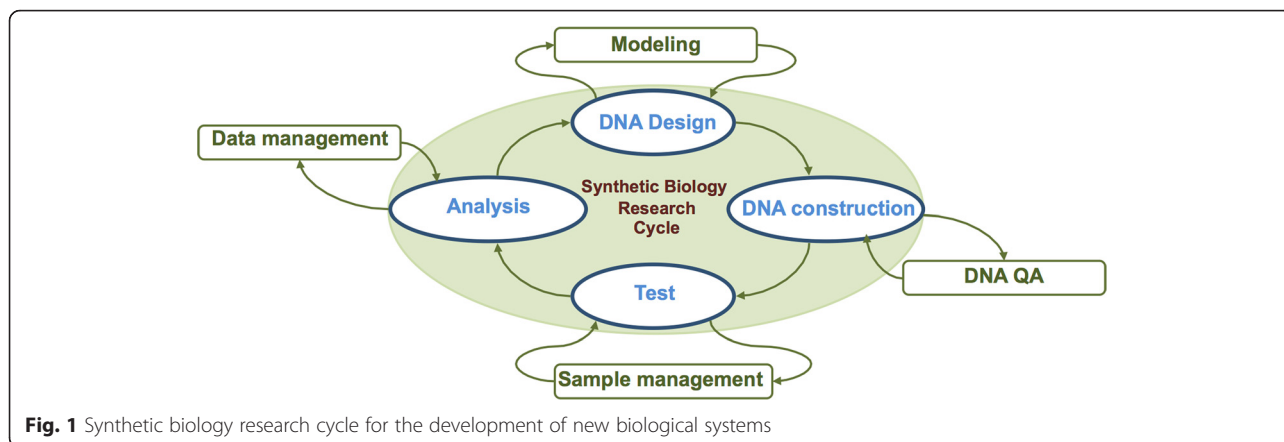 Modeling
DNA Design
Data management
Synthetic Biology
Research
Cycle
Analysis
DNA construction
DNA QA
Test
Sample management
Fig. 1 Synthetic biology research cycle for the development of new biological systems